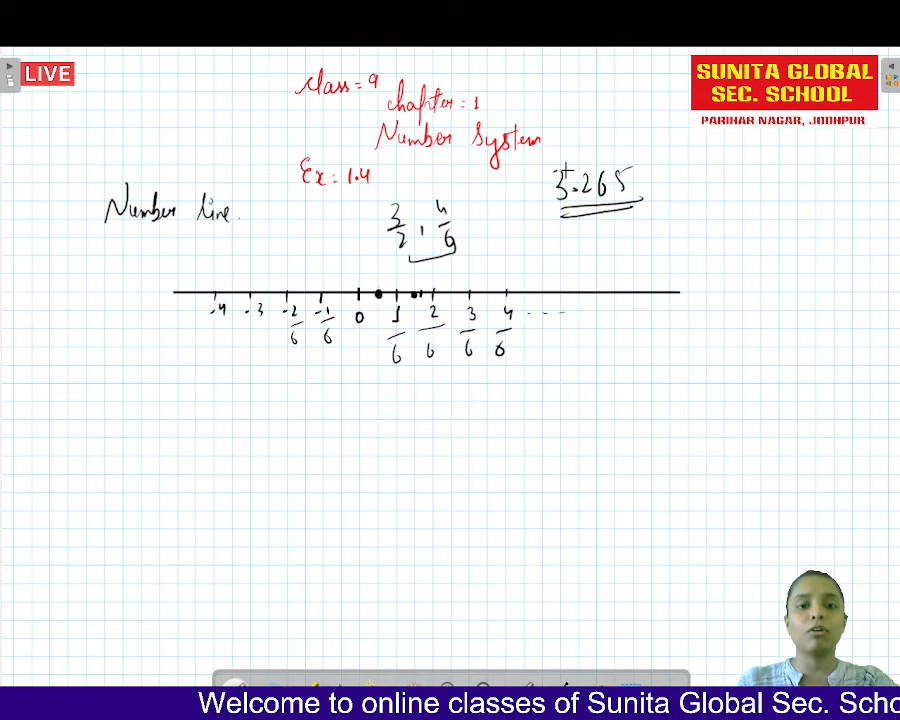 LIVE
SUNITA GLOBAL
SEC. SCHOOL
PARIHAR NAGAR, JODHPUR
Class = 9
Chapter : 1
Number System
Ex : 1.4
3.265
Number line.
3/2 , 4/6
-4 -3 -2/6 -1/6 0 1/6 2/6 3/6 4/6 - - -
Welcome to online classes of Sunita Global Sec. Scho